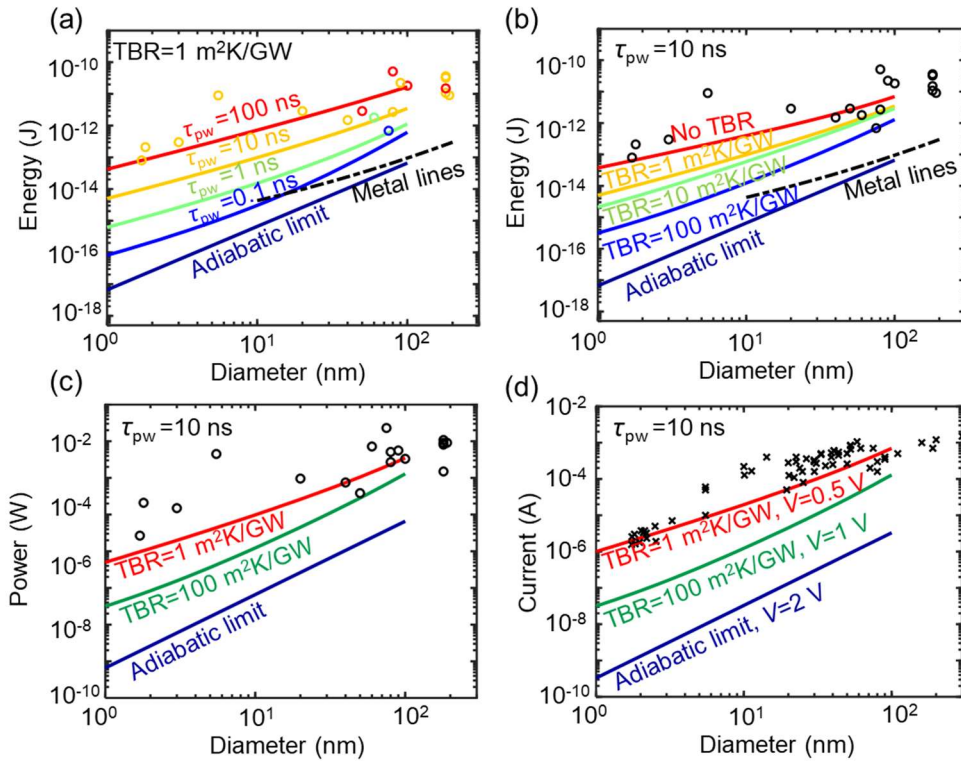 (a)
TBR=1 m²K/GW
10⁻¹⁰
10⁻¹²
10⁻¹⁴
10⁻¹⁶
10⁻¹⁸
Energy (J)
τpw=100 ns
τpw=10 ns
τpw=1 ns
τpw=0.1 ns
Metal lines
Adiabatic limit
10⁰
10¹
10²
Diameter (nm)
(b)
τpw=10 ns
10⁻¹⁰
10⁻¹²
10⁻¹⁴
10⁻¹⁶
10⁻¹⁸
Energy (J)
No TBR
TBR=1 m²K/GW
TBR=10 m²K/GW
TBR=100 m²K/GW
Metal lines
Adiabatic limit
10⁰
10¹
10²
Diameter (nm)
(c)
τpw=10 ns
10⁻²
10⁻⁴
10⁻⁶
10⁻⁸
10⁻¹⁰
Power (W)
TBR=1 m²K/GW
TBR=100 m²K/GW
Adiabatic limit
10⁰
10¹
10²
Diameter (nm)
(d)
τpw=10 ns
10⁻²
10⁻⁴
10⁻⁶
10⁻⁸
10⁻¹⁰
Current (A)
TBR=1 m²K/GW, V=0.5 V
TBR=100 m²K/GW, V=1 V
Adiabatic limit, V=2 V
10⁰
10¹
10²
Diameter (nm)